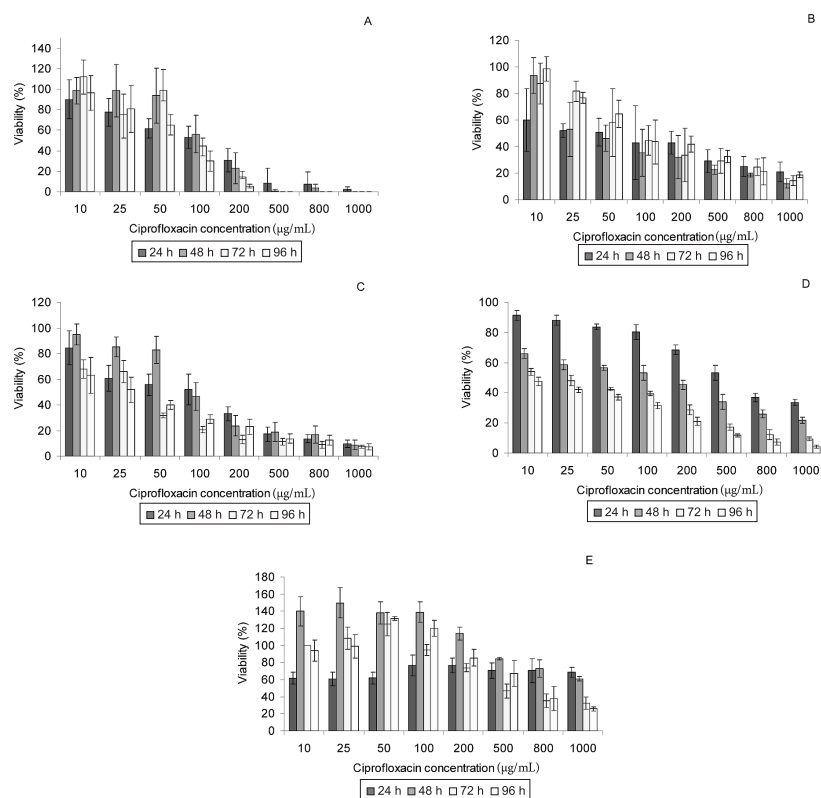 A
Viability (%)
140
120
100
80
60
40
20
0
10 25 50 100 200 500 800 1000
Ciprofloxacin concentration (μg/mL)
24 h 48 h 72 h 96 h
B
Viability (%)
120
100
80
60
40
20
0
10 25 50 100 200 500 800 1000
Ciprofloxacin concentration (μg/mL)
24 h 48 h 72 h 96 h
C
Viability (%)
120
100
80
60
40
20
0
10 25 50 100 200 500 800 1000
Ciprofloxacin concentration (μg/mL)
24 h 48 h 72 h 96 h
D
Viability (%)
100
80
60
40
20
0
10 25 50 100 200 500 800 1000
Ciprofloxacin concentration (μg/mL)
24 h 48 h 72 h 96 h
E
Viability (%)
180
160
140
120
100
80
60
40
20
0
10 25 50 100 200 500 800 1000
Ciprofloxacin concentration (μg/mL)
24 h 48 h 72 h 96 h